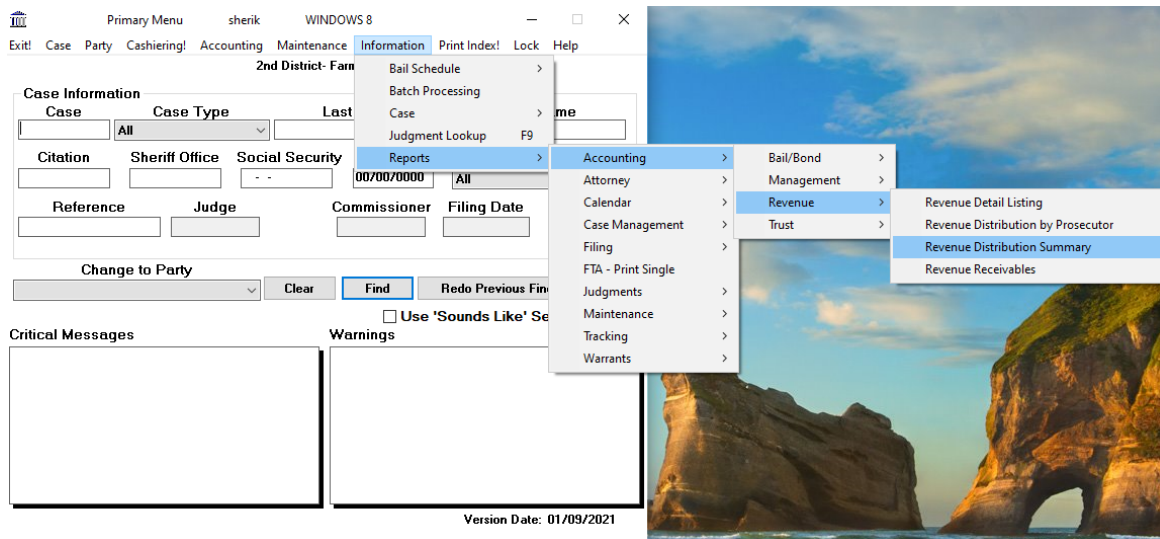 Primary Menu sherik WINDOWS 8
Exit! Case Party Cashiering! Accounting Maintenance Information Print Index! Lock Help
2nd District- Farm
Bail Schedule
Batch Processing
Case
Judgment Lookup F9
Reports
Case Information
Case Case Type Last me
All
Citation Sheriff Office Social Security
- - 00/00/0000 All
Reference Judge Commissioner Filing Date
Change to Party
Clear Find Redo Previous Fin
Use 'Sounds Like' Se
Critical Messages Warnings
Accounting
Attorney
Calendar
Case Management
Filing
FTA - Print Single
Judgments
Maintenance
Tracking
Warrants
Bail/Bond
Management
Revenue
Trust
Revenue Detail Listing
Revenue Distribution by Prosecutor
Revenue Distribution Summary
Revenue Receivables
Version Date: 01/09/2021